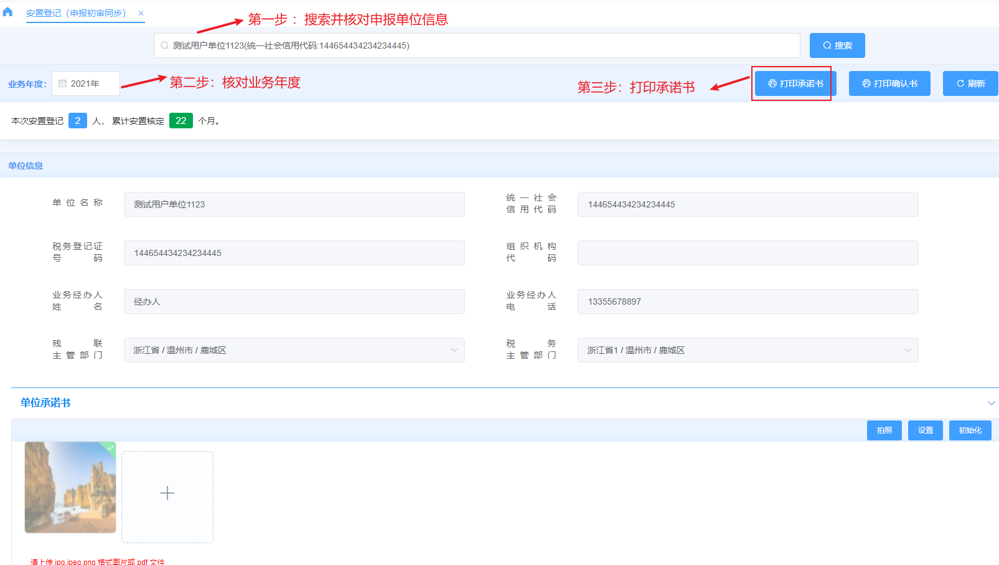 安置登记（申报初审同步）
第一步 ：搜索并核对申报单位信息
测试用户单位1123(统一社会信用代码:144654434234234445)
搜索
业务年度：
2021年
第二步：核对业务年度
第三步：打印承诺书
打印承诺书
打印确认书
刷新
本次安置登记 2 人， 累计安置核定 22 个月。
单位信息
单位名称
测试用户单位1123
统一社会
信用代码
144654434234234445
税务登记证
号码
144654434234234445
组织机构
代码
业务经办人
姓名
经办人
业务经办人
电话
13355678897
残联
主管部门
浙江省 / 温州市 / 鹿城区
税务
主管部门
浙江省1 / 温州市 / 鹿城区
单位承诺书
拍照
设置
初始化
请上传 jpg,jpeg,png 格式图片或 pdf 文件